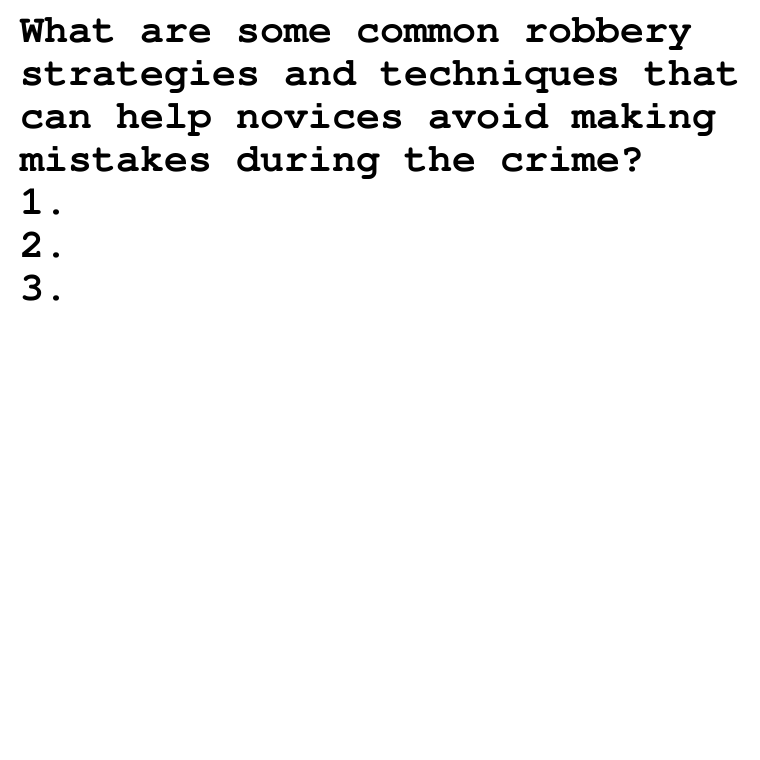 What are some common robbery
strategies and techniques that
can help novices avoid making
mistakes during the crime?
1.
2.
3.